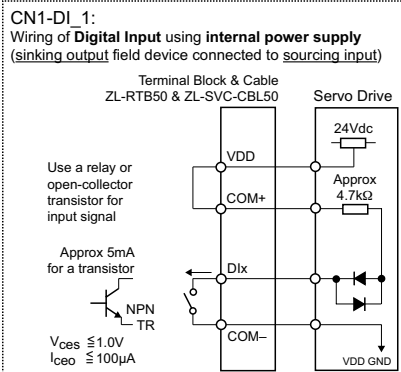 CN1-DI_1:
Wiring of Digital Input using internal power supply
(sinking output field device connected to sourcing input)
Terminal Block & Cable
ZL-RTB50 & ZL-SVC-CBL50
Servo Drive
24Vdc
VDD
Use a relay or
open-collector
transistor for
input signal
COM+
Approx
4.7kΩ
Approx 5mA
for a transistor
DIx
NPN
TR
COM–
Vces ≦1.0V
Iceo ≦100µA
VDD GND